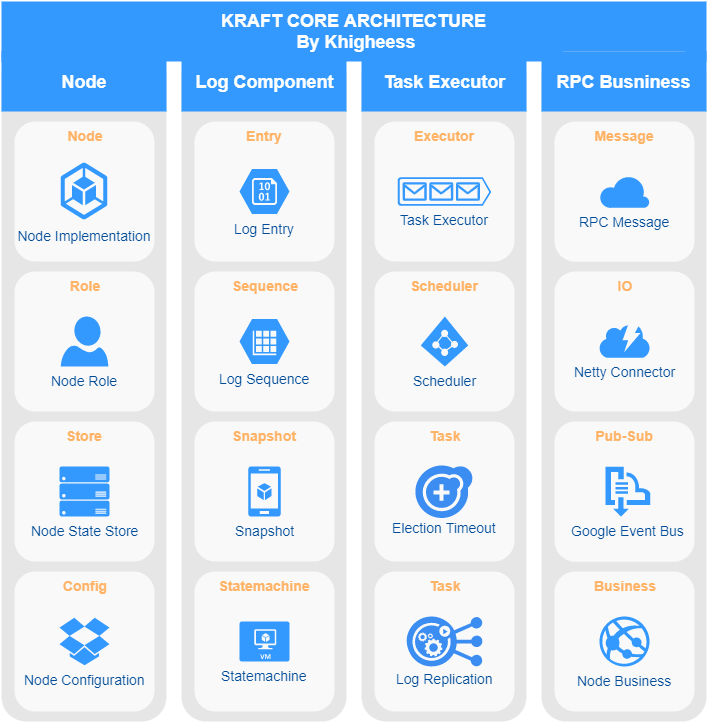 KRAFT CORE ARCHITECTURE
By Khigheess
Node
Log Component
Task Executor
RPC Busniness
Node
Node Implementation
Role
Node Role
Store
Node State Store
Config
Node Configuration
Entry
10
01
Log Entry
Sequence
Log Sequence
Snapshot
Snapshot
Statemachine
VM
Statemachine
Executor
Task Executor
Scheduler
Scheduler
Task
Election Timeout
Task
Log Replication
Message
RPC Message
IO
Netty Connector
Pub-Sub
Google Event Bus
Business
Node Business